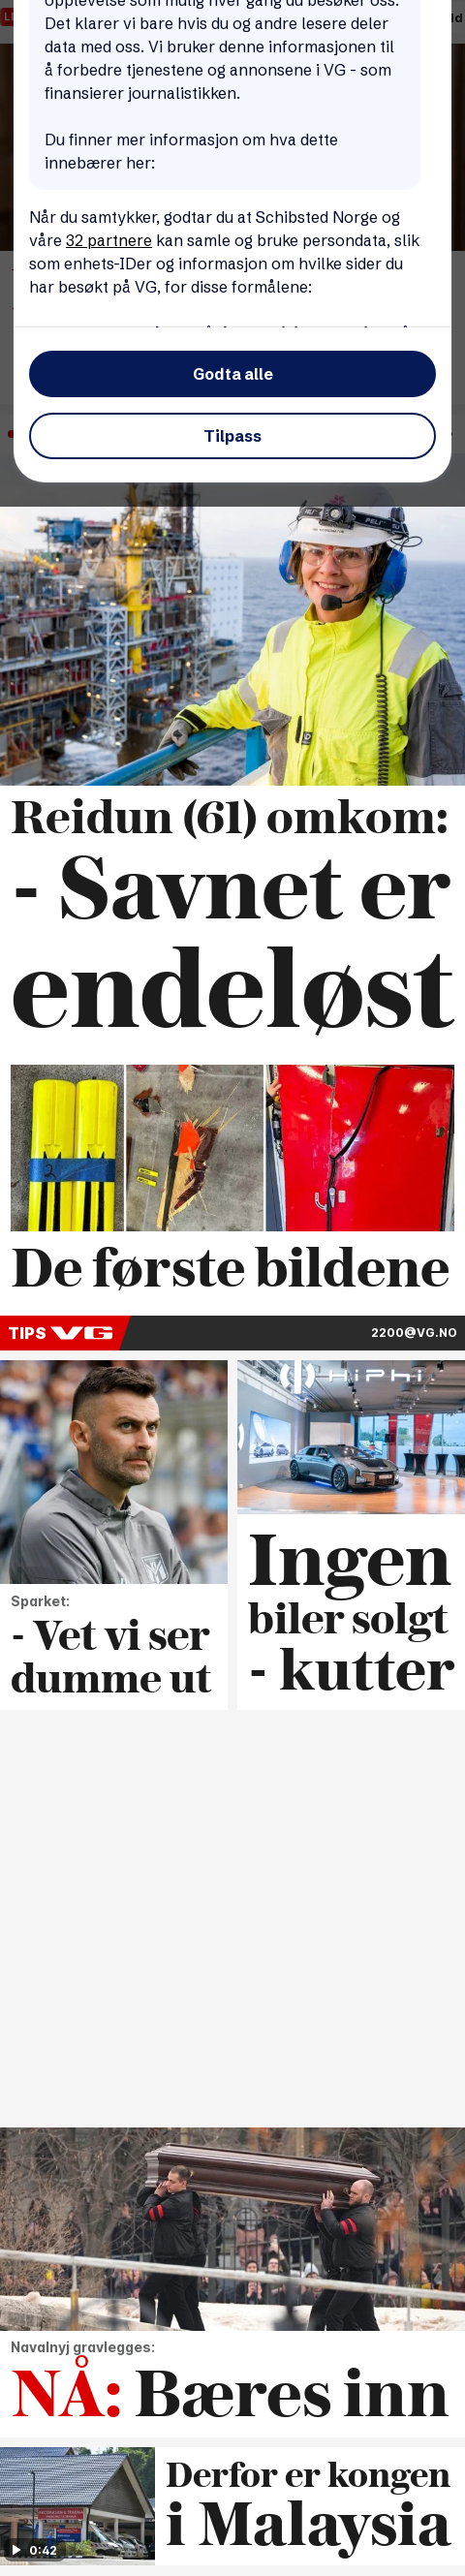 opplevelse som mulig hver gang du besøker oss.
Det klarer vi bare hvis du og andre lesere deler
data med oss. Vi bruker denne informasjonen til
å forbedre tjenestene og annonsene i VG - som
finansierer journalistikken.
Du finner mer informasjon om hva dette
innebærer her:
Når du samtykker, godtar du at Schibsted Norge og
våre 32 partnere kan samle og bruke persondata, slik
som enhets-IDer og informasjon om hvilke sider du
har besøkt på VG, for disse formålene:
Godta alle
Tilpass
PELI
Reidun (61) omkom:
- Savnet er
endeløst
De første bildene
TIPS VG
2200@VG.NO
Sparket:
- Vet vi ser
dumme ut
HiPhi
Ingen
biler solgt
- kutter
Navalnyj gravlegges:
NÅ: Bæres inn
0:42
Derfor er kongen
i Malaysia